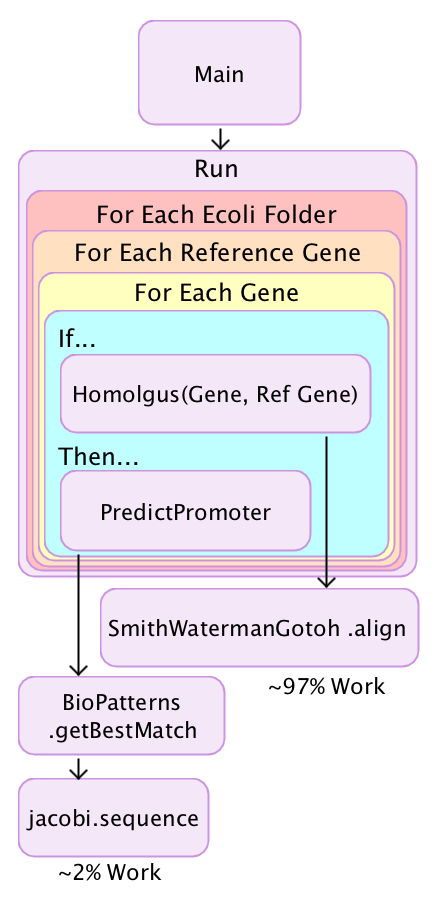 Main
Run
For Each Ecoli Folder
For Each Reference Gene
For Each Gene
If...
Homolgus(Gene, Ref Gene)
Then...
PredictPromoter
SmithWatermanGotoh .align
~97% Work
BioPatterns
.getBestMatch
jacobi.sequence
~2% Work